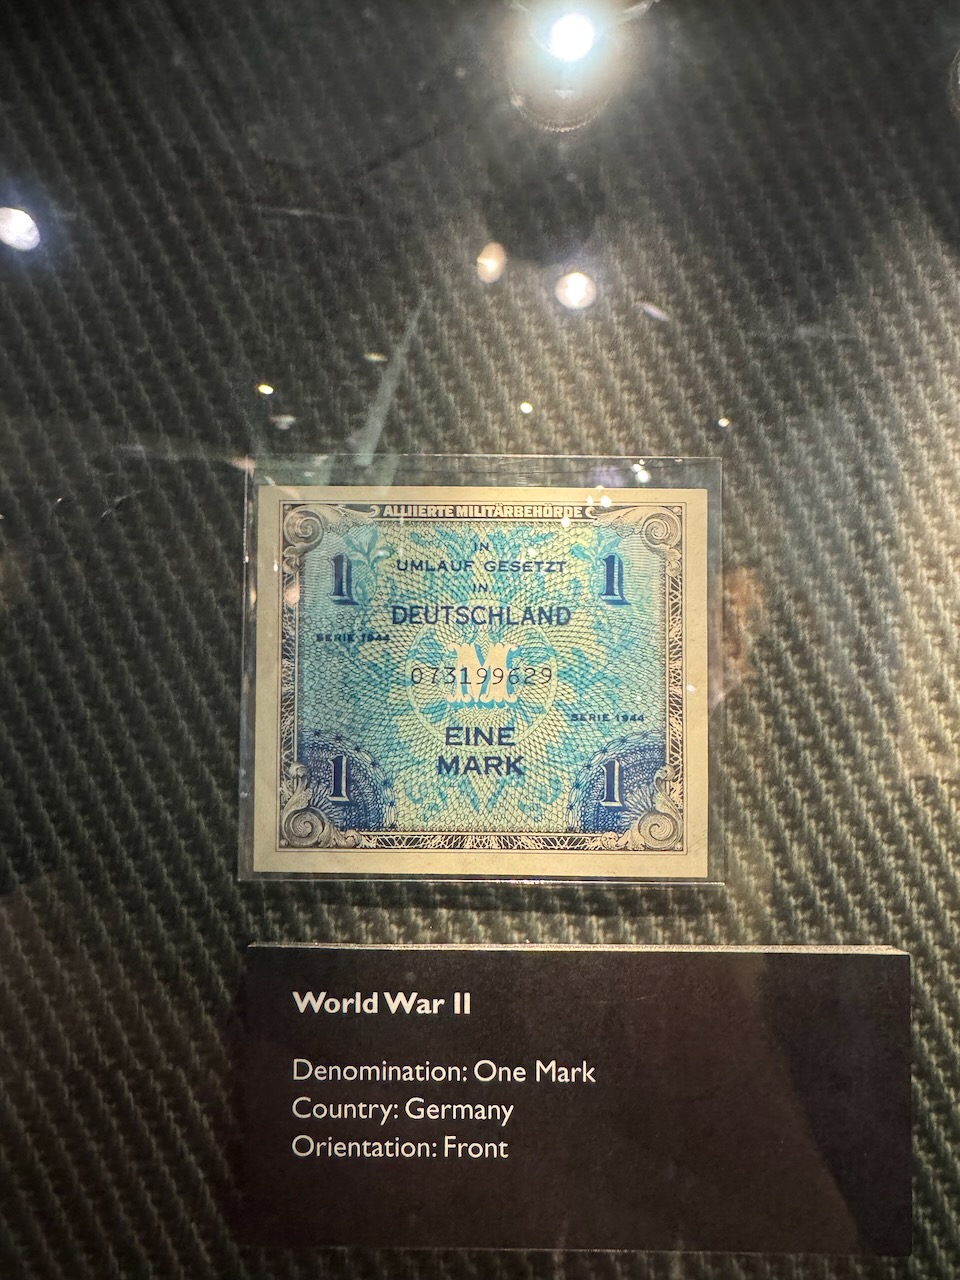 ALLIIERTE MILITÄRBEHÖRDE
IN
UMLAUF GESETZT
IN
1 1
DEUTSCHLAND
SERIE 1944
M
073199629
SERIE 1944
EINE
MARK
1 1
World War II
Denomination: One Mark
Country: Germany
Orientation: Front